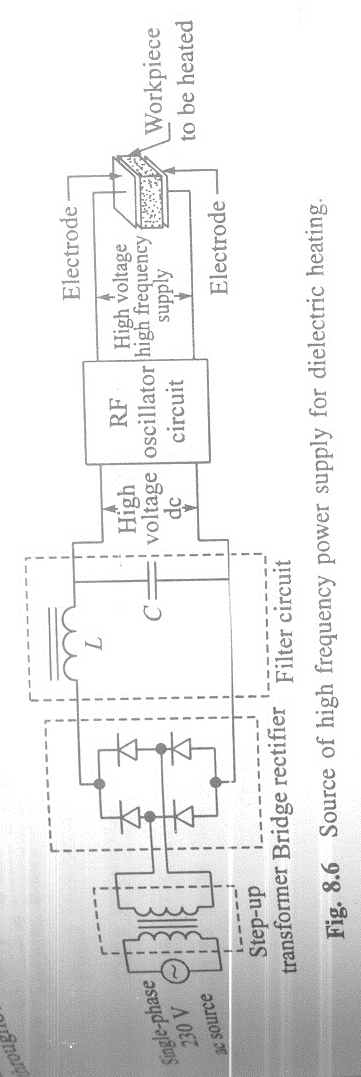 Single-phase
230 V
ac source
Step-up
transformer
Bridge rectifier
L
C
Filter circuit
High
voltage
dc
RF
oscillator
circuit
High voltage
high frequency
supply
Electrode
Electrode
Workpiece
to be heated
Fig. 8.6 Source of high frequency power supply for dielectric heating.